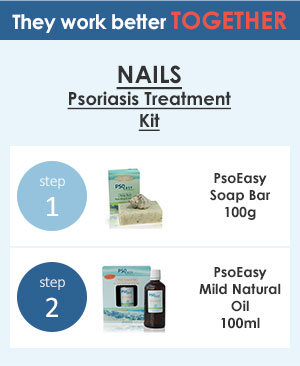 They work better TOGETHER
NAILS
Psoriasis Treatment
Kit
step
1
PsoEasy
Soap Bar
100g
step
2
PsoEasy
Mild Natural
Oil
100ml